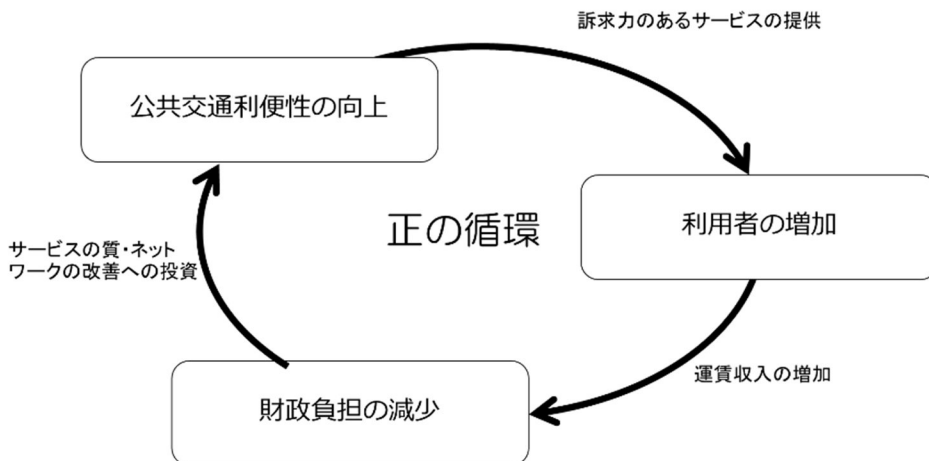 訴求力のあるサービスの提供
公共交通利便性の向上
正の循環
利用者の増加
サービスの質・ネット
ワークの改善への投資
運賃収入の増加
財政負担の減少